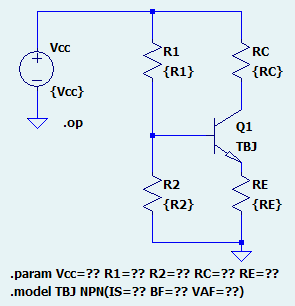 Vcc
{Vcc}
.op
R1
{R1}
RC
{RC}
Q1
TBJ
R2
{R2}
RE
{RE}
.param Vcc=?? R1=?? R2=?? RC=?? RE=??
.model TBJ NPN(IS=?? BF=?? VAF=??)